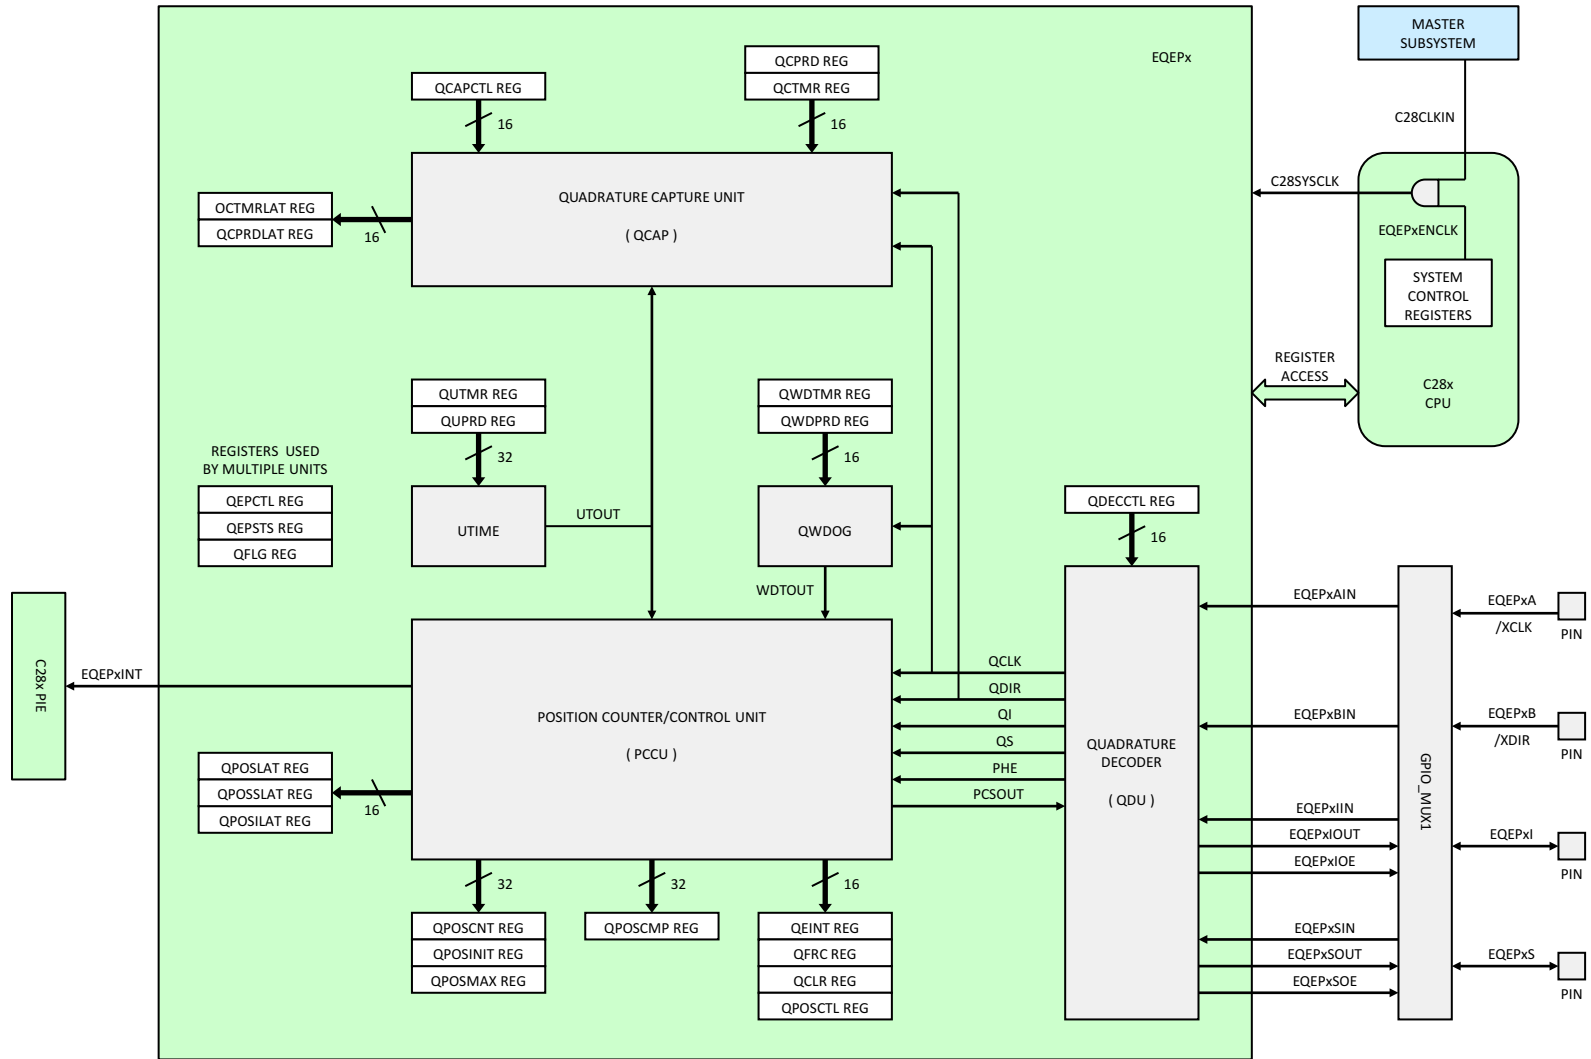 MASTER
SUBSYSTEM
EQEPx
QCPRD REG
QCTMR REG
QCAPCTL REG
16
16
C28CLKIN
C28SYSCLK
EQEPxENCLK
SYSTEM
CONTROL
REGISTERS
C28x
CPU
REGISTER
ACCESS
QUADRATURE CAPTURE UNIT
( QCAP )
OCTMRLAT REG
QCPRDLAT REG
16
QUTMR REG
QUPRD REG
32
QWDTMR REG
QWDPRD REG
16
REGISTERS USED
BY MULTIPLE UNITS
QEPCTL REG
QEPSTS REG
QFLG REG
UTIME
UTOUT
QWDOG
WDTOUT
QDECCTL REG
16
C28x PIE
EQEPxINT
POSITION COUNTER/CONTROL UNIT
( PCCU )
QCLK
QDIR
QI
QS
PHE
PCSOUT
QUADRATURE
DECODER
( QDU )
EQEPxAIN
EQEPxBIN
EQEPxIIN
EQEPxIOUT
EQEPxIOE
EQEPxSIN
EQEPxSOUT
EQEPxSOE
GPIO_MUX1
EQEPxA
/XCLK
PIN
EQEPxB
/XDIR
PIN
EQEPxI
PIN
EQEPxS
PIN
QPOSLAT REG
QPOSSLAT REG
QPOSILAT REG
16
32
32
16
QPOSCNT REG
QPOSINIT REG
QPOSMAX REG
QPOSCMP REG
QEINT REG
QFRC REG
QCLR REG
QPOSCTL REG